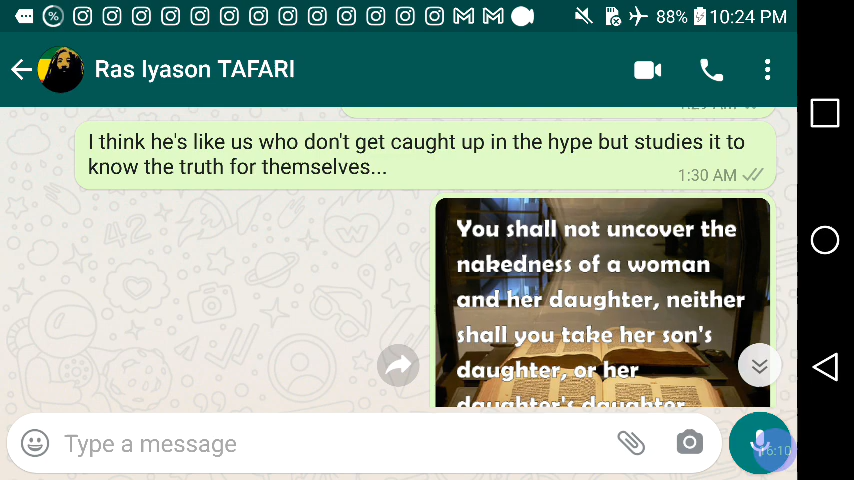 88% 10:24 PM
Ras Iyason TAFARI
I think he's like us who don't get caught up in the hype but studies it to
know the truth for themselves...
1:30 AM
You shall not uncover the
nakedness of a woman
and her daughter, neither
shall you take her son's
daughter, or her
daughter's daughter
Type a message